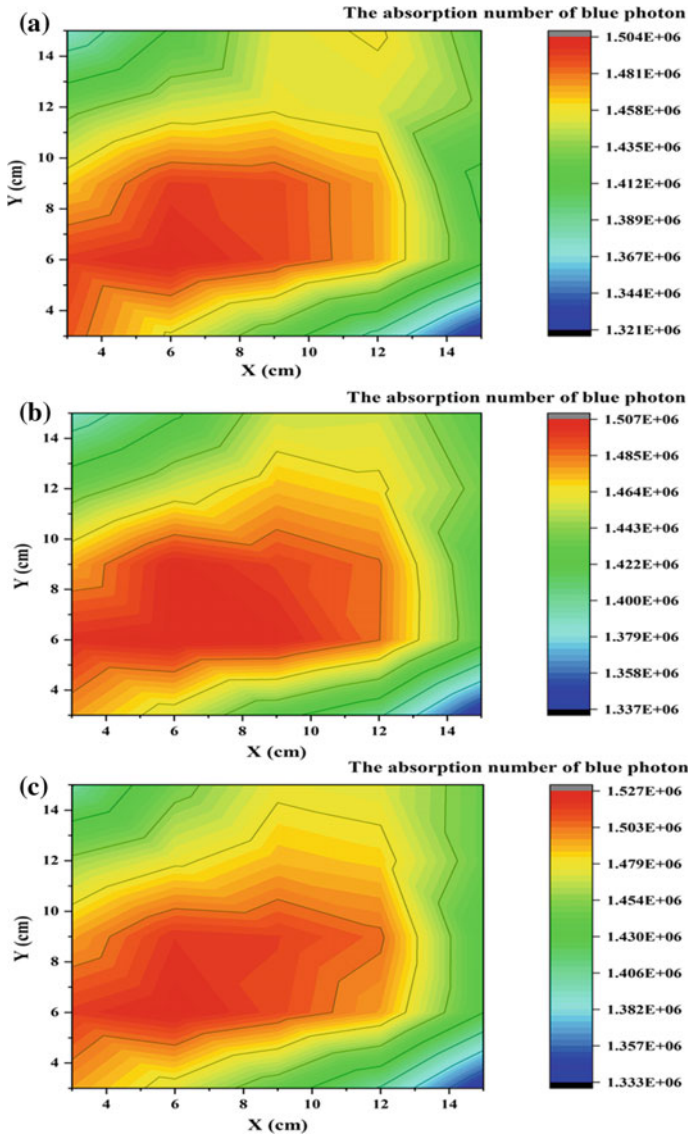 (a)
The absorption number of blue photon
14
12
10
8
6
4
Y (cm)
4 6 8 10 12 14
X (cm)
1.504E+06
1.481E+06
1.458E+06
1.435E+06
1.412E+06
1.389E+06
1.367E+06
1.344E+06
1.321E+06
(b)
The absorption number of blue photon
14
12
10
8
6
4
Y (cm)
4 6 8 10 12 14
X (cm)
1.507E+06
1.485E+06
1.464E+06
1.443E+06
1.422E+06
1.400E+06
1.379E+06
1.358E+06
1.337E+06
(c)
The absorption number of blue photon
14
12
10
8
6
4
Y (cm)
4 6 8 10 12 14
X (cm)
1.527E+06
1.503E+06
1.479E+06
1.454E+06
1.430E+06
1.406E+06
1.382E+06
1.357E+06
1.333E+06